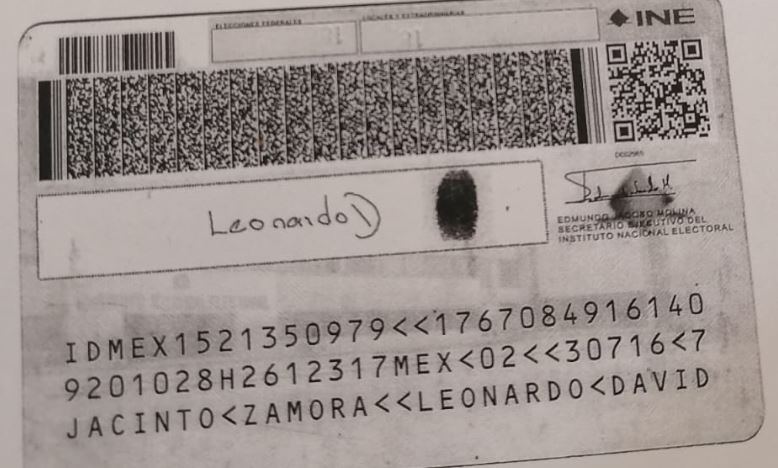 ELECCIONES FEDERALES
LOCALES Y EXTRAORDINARIAS
INE
Leonardo D
EDMUNDO JACOBO MOLINA
SECRETARIO EJECUTIVO DEL
INSTITUTO NACIONAL ELECTORAL
IDMEX1521350979<<1767084916140
9201028H2612317MEX<02<<30716<7
JACINTO<ZAMORA<<LEONARDO<DAVID